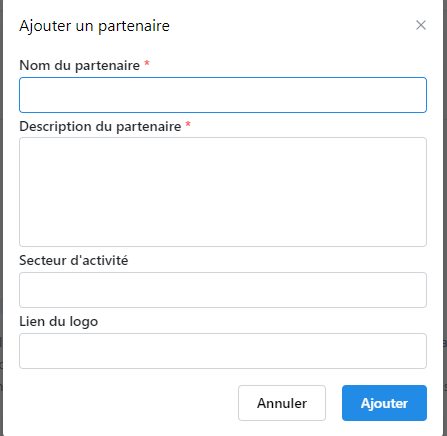 Ajouter un partenaire
Nom du partenaire *
Description du partenaire *
Secteur d'activité
Lien du logo
Annuler Ajouter